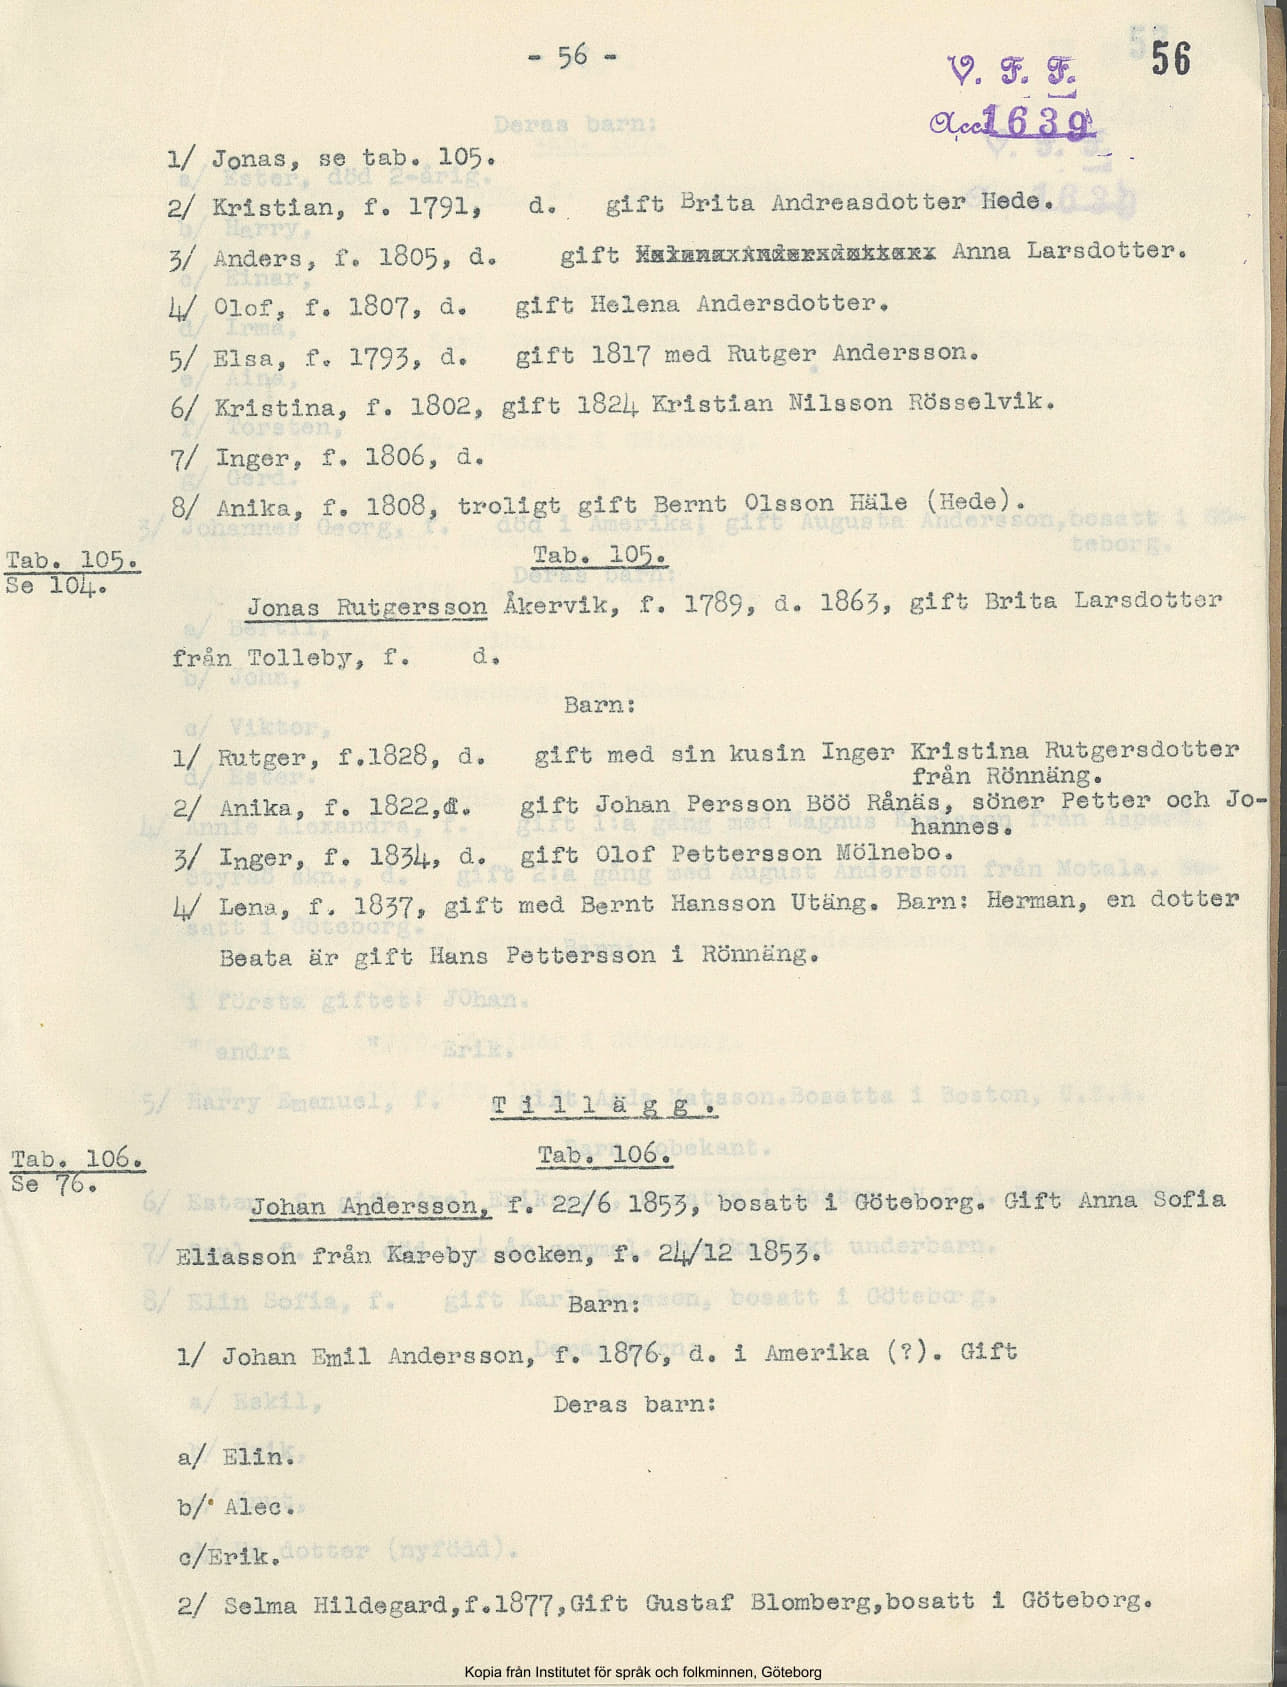 - 56 -
56
V. F. F.
Acc. 1639
1/ Jonas, se tab. 105.
2/ Kristian, f. 1791, d. gift Brita Andreasdotter Hede.
3/ Anders, f. 1805, d. gift Anna Larsdotter.
4/ Olof, f. 1807, d. gift Helena Andersdotter.
5/ Elsa, f. 1793, d. gift 1817 med Rutger Andersson.
6/ Kristina, f. 1802, gift 1824 Kristian Nilsson Rösselvik.
7/ Inger, f. 1806, d.
8/ Anika, f. 1808, troligt gift Bernt Olsson Häle (Hede).
Tab. 105. Tab. 105.
Se 104.
Jonas Rutgersson Åkervik, f. 1789, d. 1863, gift Brita Larsdotter
från Tolleby, f. d.
Barn:
1/ Rutger, f.1828, d. gift med sin kusin Inger Kristina Rutgersdotter
från Rönnäng.
2/ Anika, f. 1822,d. gift Johan Persson Böö Rånäs, söner Petter och Jo-
hannes.
3/ Inger, f. 1834, d. gift Olof Pettersson Mölnebo.
4/ Lena, f. 1837, gift med Bernt Hansson Utäng. Barn: Herman, en dotter
Beata är gift Hans Pettersson i Rönnäng.
T i l l ä g g .
Tab. 106. Tab. 106.
Se 76.
Johan Andersson, f. 22/6 1853, bosatt i Göteborg. Gift Anna Sofia
Eliasson från Kareby socken, f. 24/12 1853.
Barn:
1/ Johan Emil Andersson, f. 1876, d. i Amerika (?). Gift
Deras barn:
a/ Elin.
b/ Alec.
c/Erik.
2/ Selma Hildegard,f.1877,Gift Gustaf Blomberg,bosatt i Göteborg.
Kopia från Institutet för språk och folkminnen, Göteborg